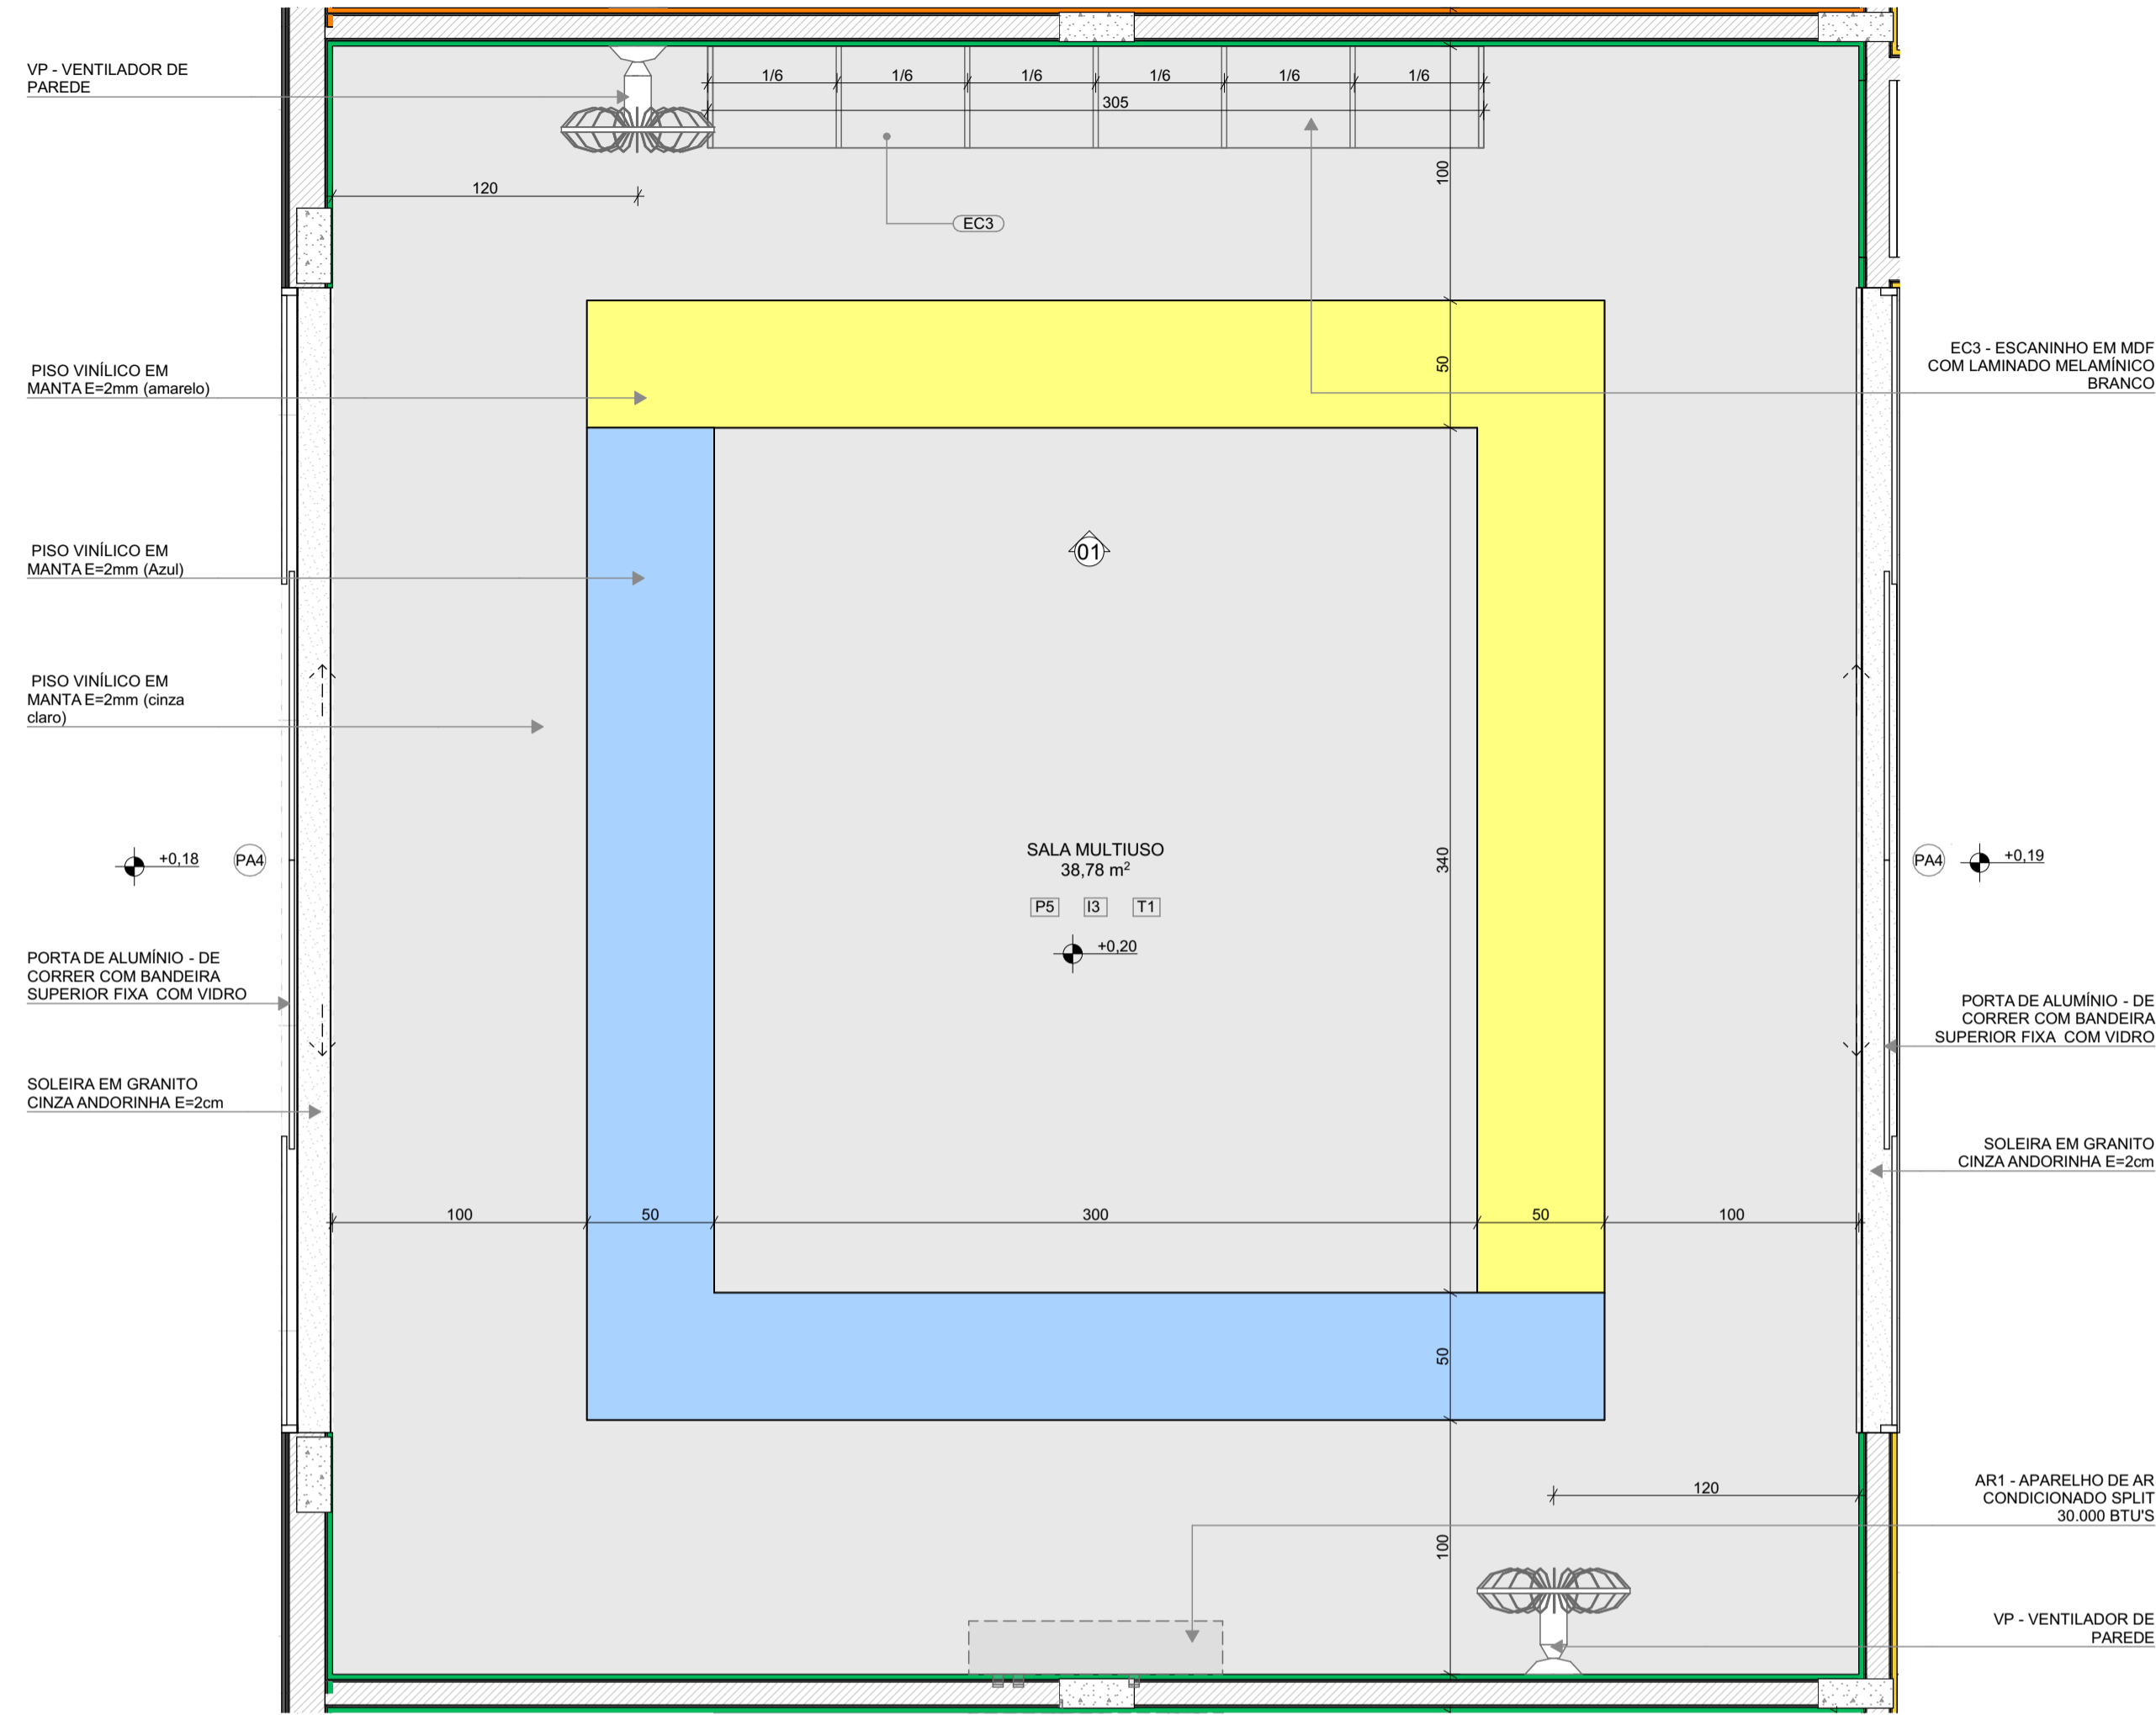 VP - VENTILADOR DE
PAREDE
1/6 1/6 1/6 1/6 1/6 1/6
305
120
100
EC3
PISO VINÍLICO EM
MANTA E=2mm (amarelo)
50
EC3 - ESCANINHO EM MDF
COM LAMINADO MELAMÍNICO
BRANCO
PISO VINÍLICO EM
MANTA E=2mm (Azul)
01
PISO VINÍLICO EM
MANTA E=2mm (cinza
claro)
SALA MULTIUSO
38,78 m²
340
+0,18 PA4
PA4 +0,19
P5 I3 T1
+0,20
PORTA DE ALUMÍNIO - DE
CORRER COM BANDEIRA
SUPERIOR FIXA COM VIDRO
PORTA DE ALUMÍNIO - DE
CORRER COM BANDEIRA
SUPERIOR FIXA COM VIDRO
SOLEIRA EM GRANITO
CINZA ANDORINHA E=2cm
SOLEIRA EM GRANITO
CINZA ANDORINHA E=2cm
100 50 300 50 100
50
120
AR1 - APARELHO DE AR
CONDICIONADO SPLIT
30.000 BTU'S
100
VP - VENTILADOR DE
PAREDE